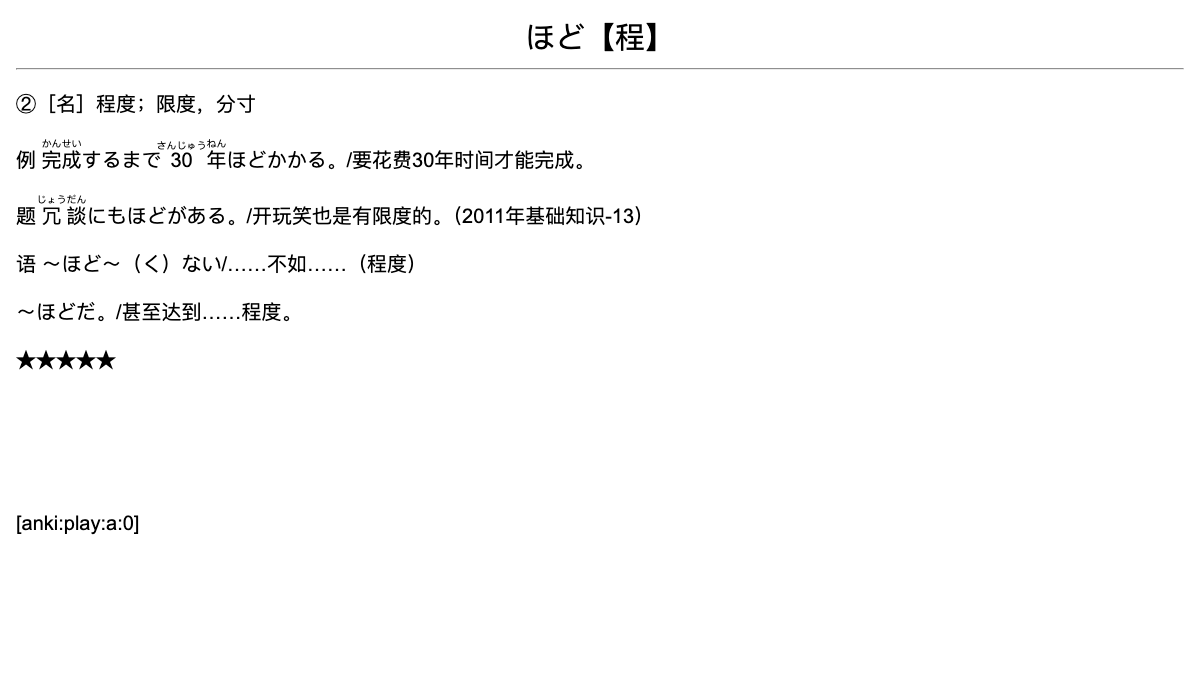 ほど【程】
②［名］程度；限度，分寸
かんせい さんじゅうねん
例 完成するまで 30 年ほどかかる。/要花费30年时间才能完成。
じょうだん
题 冗談にもほどがある。/开玩笑也是有限度的。（2011年基础知识-13）
语 ～ほど～（く）ない/……不如……（程度）
～ほどだ。/甚至达到……程度。
★★★★★
[anki:play:a:0]